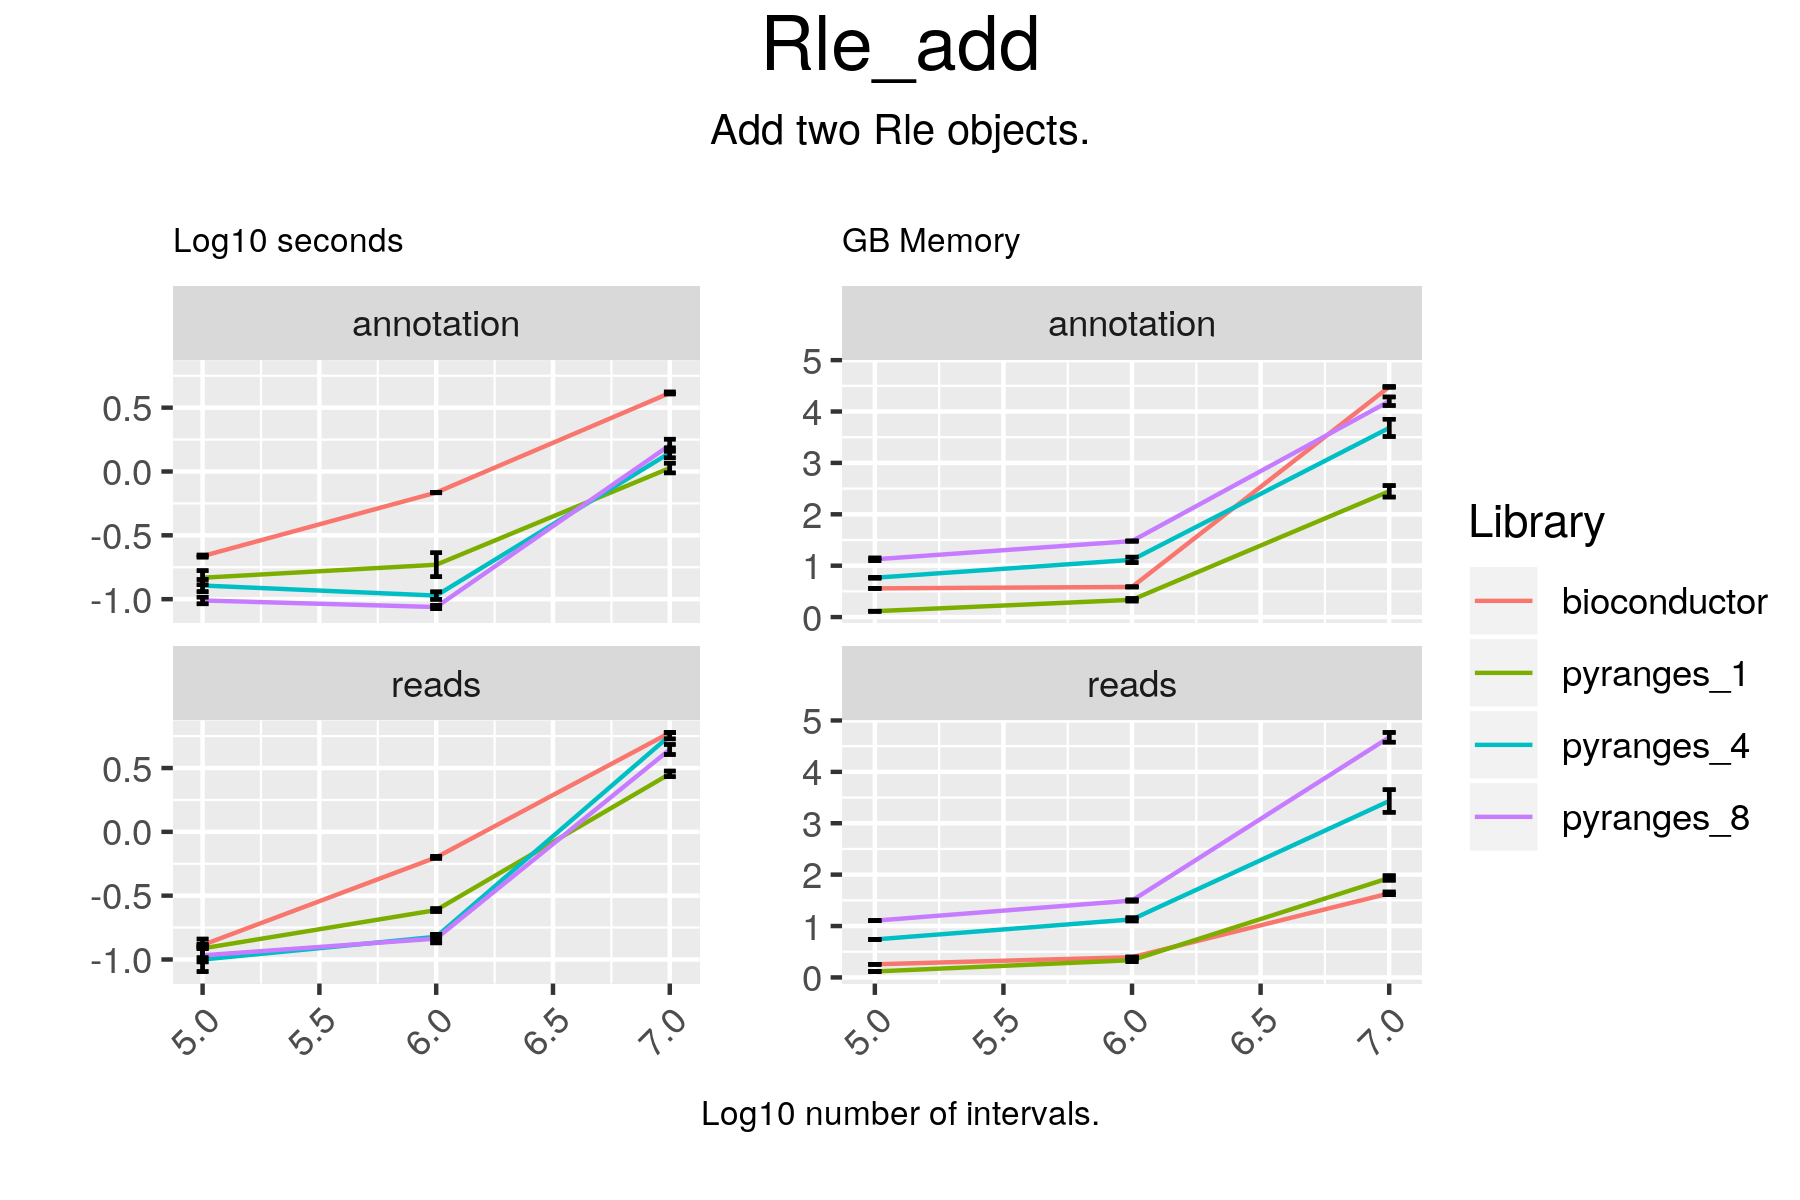 Rle_add
Add two Rle objects.
Log10 seconds
annotation
0.5
0.0
-0.5
-1.0
reads
0.5
0.0
-0.5
-1.0
5.0 5.5 6.0 6.5 7.0
GB Memory
annotation
5
4
3
2
1
0
reads
5
4
3
2
1
0
5.0 5.5 6.0 6.5 7.0
Log10 number of intervals.
Library
bioconductor
pyranges_1
pyranges_4
pyranges_8